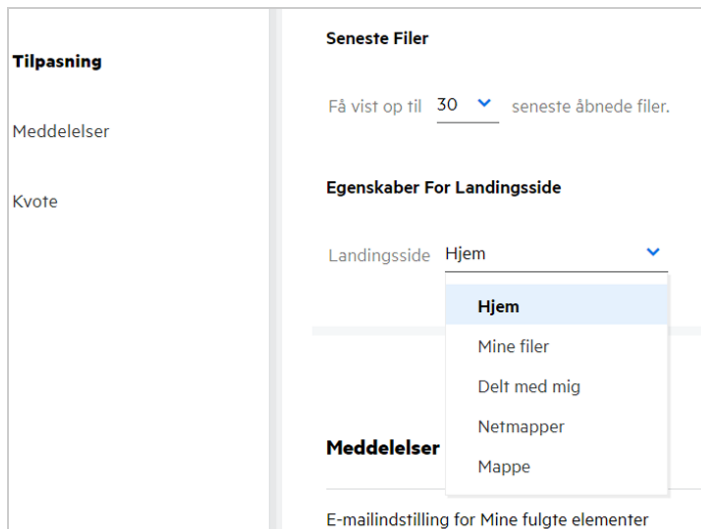 Tilpasning
Meddelelser
Kvote
Seneste Filer
Få vist op til 30 seneste åbnede filer.
Egenskaber For Landingsside
Landingsside Hjem
Hjem
Mine filer
Delt med mig
Netmapper
Mappe
Meddelelser
E-mailindstilling for Mine fulgte elementer